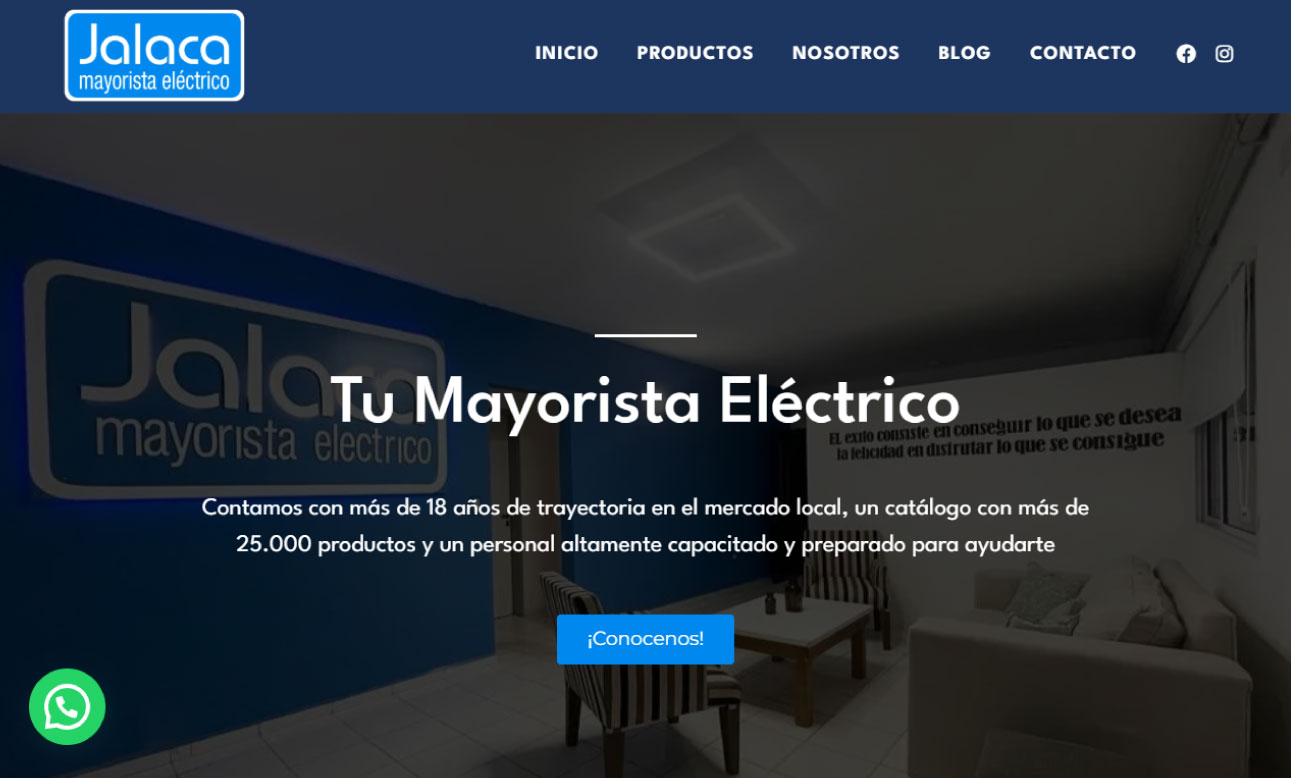 Jalaca
mayorista eléctrico
INICIO PRODUCTOS NOSOTROS BLOG CONTACTO
Jalaca
mayorista eléctrico
Tu Mayorista Eléctrico
EL exito consiste en conseguir lo que se desea
la felicidad en disfrutar lo que se consigue
Contamos con más de 18 años de trayectoria en el mercado local, un catálogo con más de
25.000 productos y un personal altamente capacitado y preparado para ayudarte
¡Conocenos!